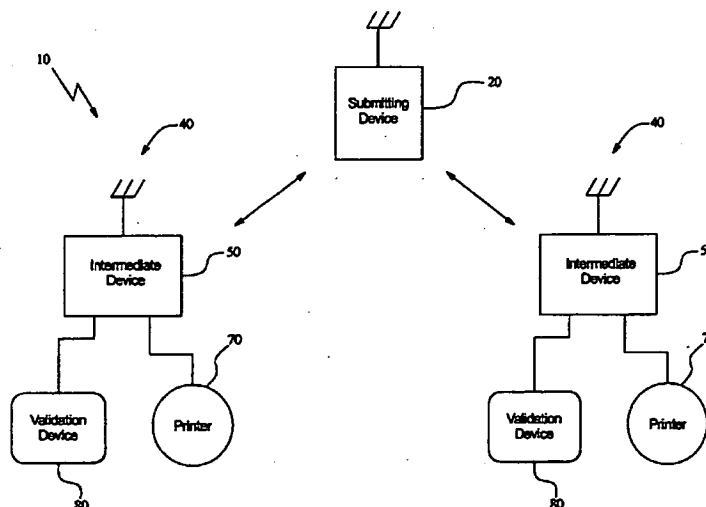 10
40
Submitting
Device
20
40
Intermediate
Device
50
Intermediate
Device
70
Validation
Device
Printer
Validation
Device
Printer
80
80